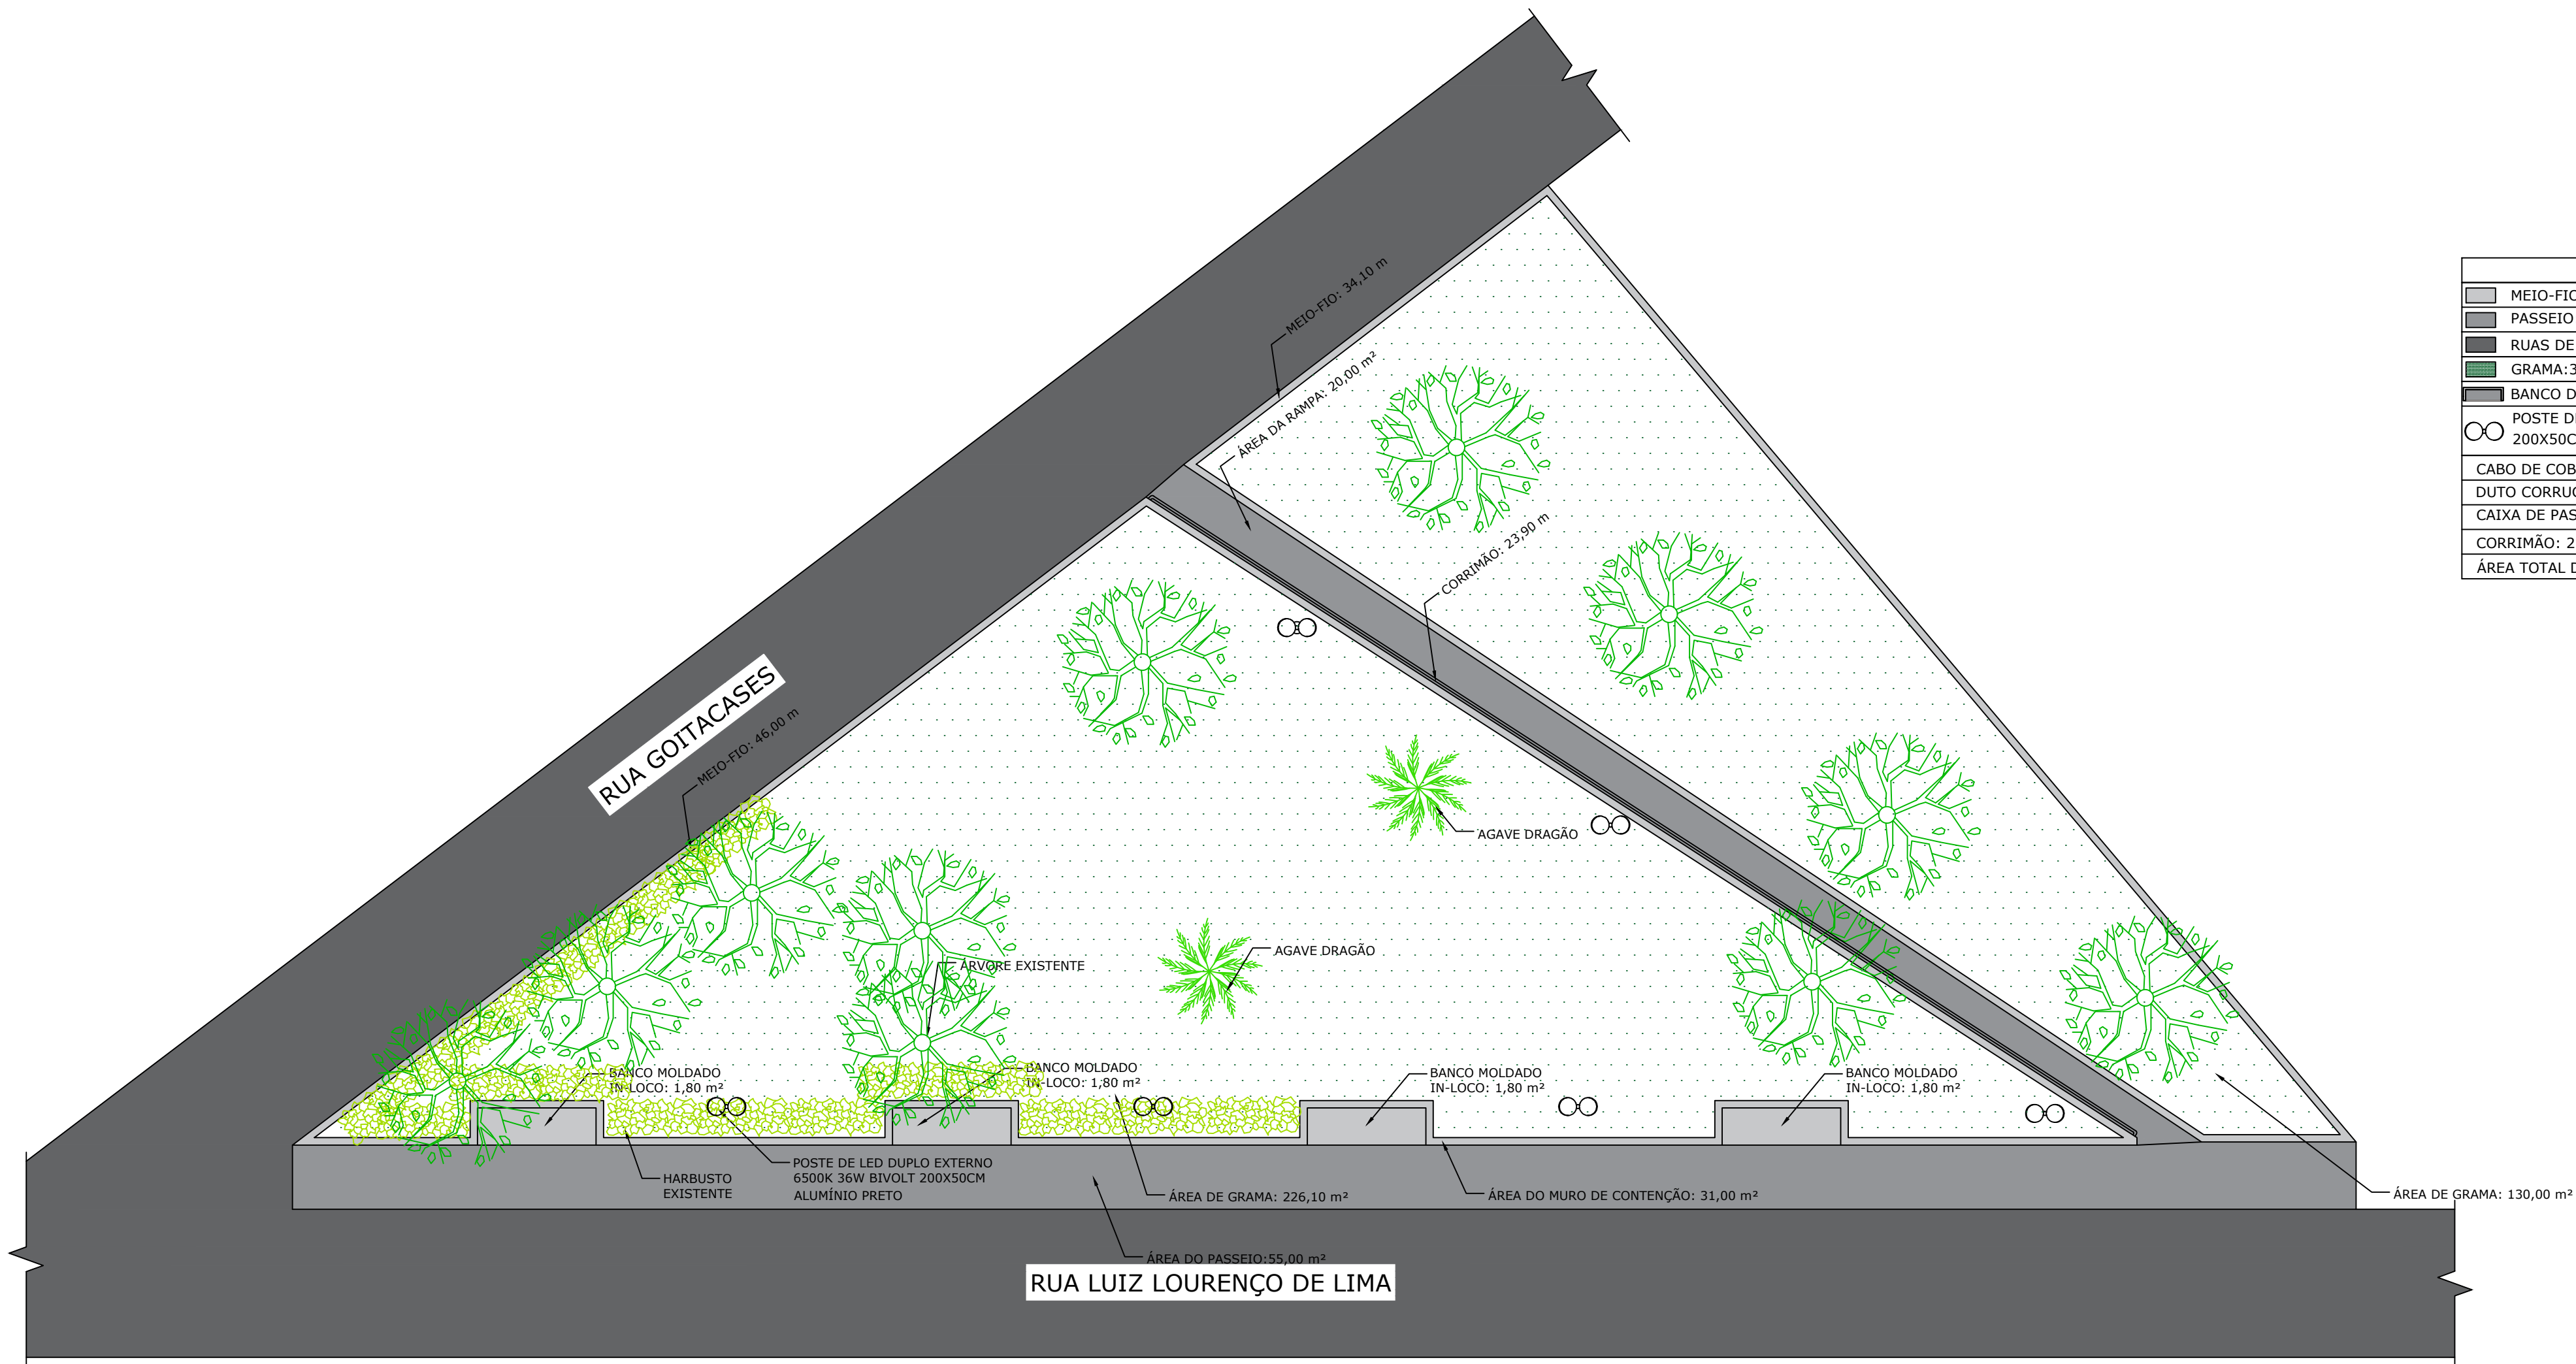 MEIO-FIO: 34,10 m
ÁREA DA RAMPA: 20,00 m²
CORRIMÃO: 23,90 m
RUA GOITACASES
MEIO-FIO: 46,00 m
AGAVE DRAGÃO
AGAVE DRAGÃO
ÁRVORE EXISTENTE
BANCO MOLDADO
IN-LOCO: 1,80 m²
BANCO MOLDADO
IN-LOCO: 1,80 m²
BANCO MOLDADO
IN-LOCO: 1,80 m²
BANCO MOLDADO
IN-LOCO: 1,80 m²
HARBUSTO
EXISTENTE
POSTE DE LED DUPLO EXTERNO
6500K 36W BIVOLT 200X50CM
ALUMÍNIO PRETO
ÁREA DE GRAMA: 226,10 m²
ÁREA DO MURO DE CONTENÇÃO: 31,00 m²
ÁREA DE GRAMA: 130,00 m²
ÁREA DO PASSEIO:55,00 m²
RUA LUIZ LOURENÇO DE LIMA
MEIO-FIO
PASSEIO
RUAS DE
GRAMA:3
BANCO D
POSTE DE
200X50C
CABO DE COB
DUTO CORRUG
CAIXA DE PAS
CORRIMÃO: 2
ÁREA TOTAL D